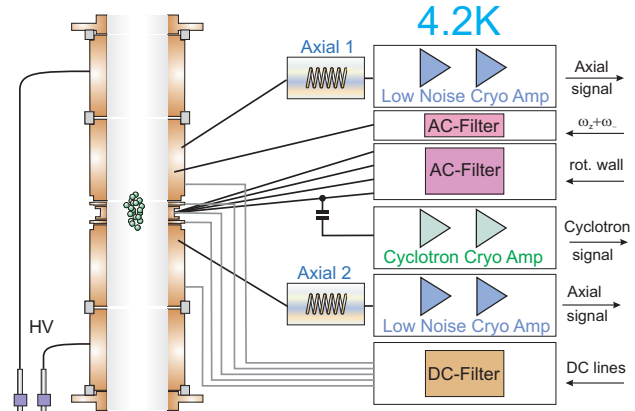 4.2K
Axial 1
Low Noise Cryo Amp
Axial
signal
AC-Filter
ω₂+ω₋
AC-Filter
rot. wall
Cyclotron Cryo Amp
Cyclotron
signal
Axial 2
Low Noise Cryo Amp
Axial
signal
HV
DC-Filter
DC lines